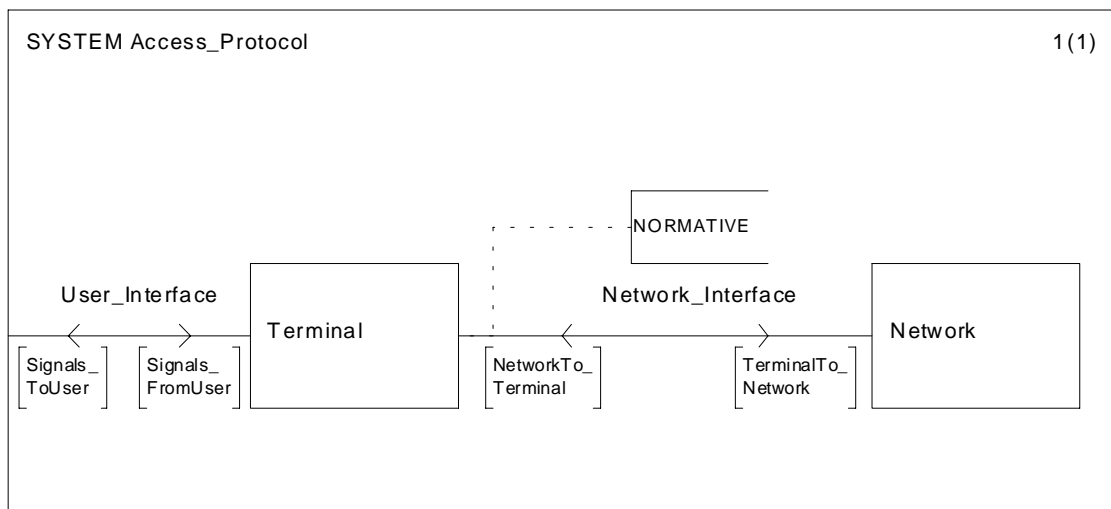 SYSTEM Access_Protocol
1(1)
NORMATIVE
User_Interface
Network_Interface
Terminal
Network
Signals_
ToUser
Signals_
FromUser
NetworkTo_
Terminal
TerminalTo_
Network